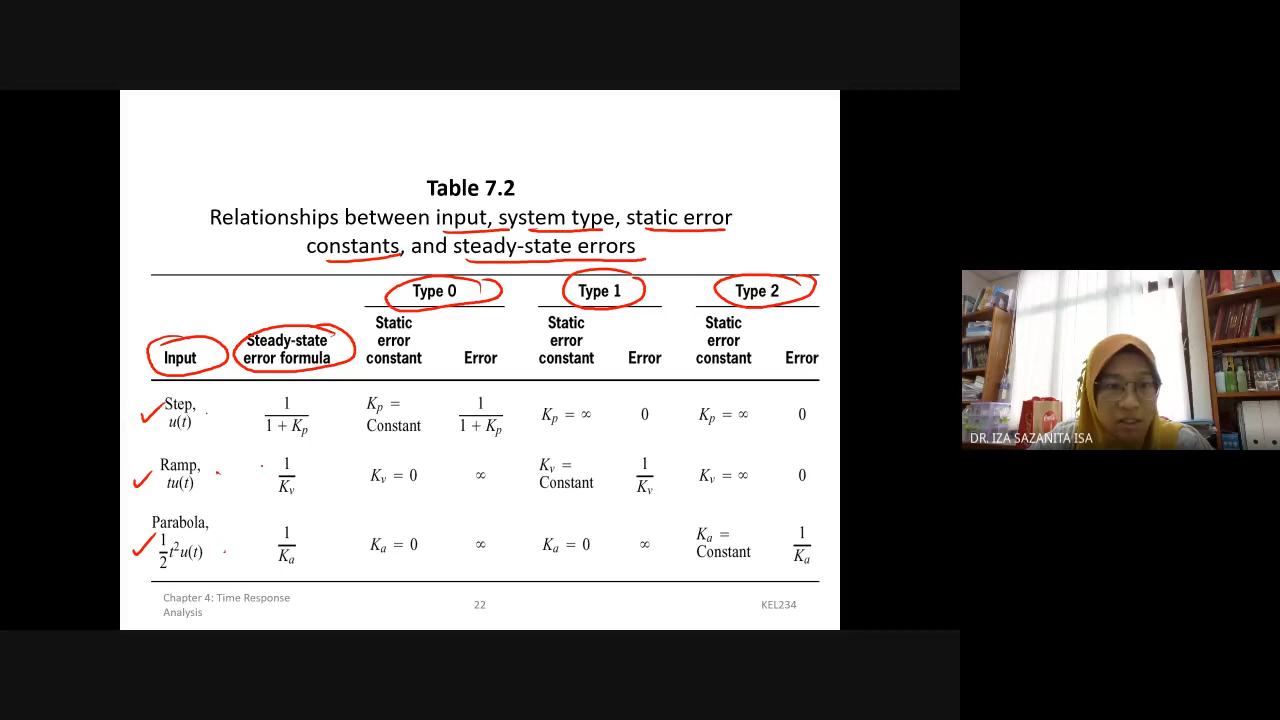 Table 7.2
Relationships between input, system type, static error
constants, and steady-state errors
Type 0 Type 1 Type 2
Input Steady-state error formula Static error constant Error Static error constant Error Static error constant Error
Step, u(t) 1/(1 + Kp) Kp = Constant 1/(1 + Kp) Kp = ∞ 0 Kp = ∞ 0
Ramp, tu(t) 1/Kv Kv = 0 ∞ Kv = Constant 1/Kv Kv = ∞ 0
Parabola, 1/2 t²u(t) 1/Ka Ka = 0 ∞ Ka = 0 ∞ Ka = Constant 1/Ka
Chapter 4: Time Response
Analysis
22
KEL234
DR. IZA SAZANITA ISA